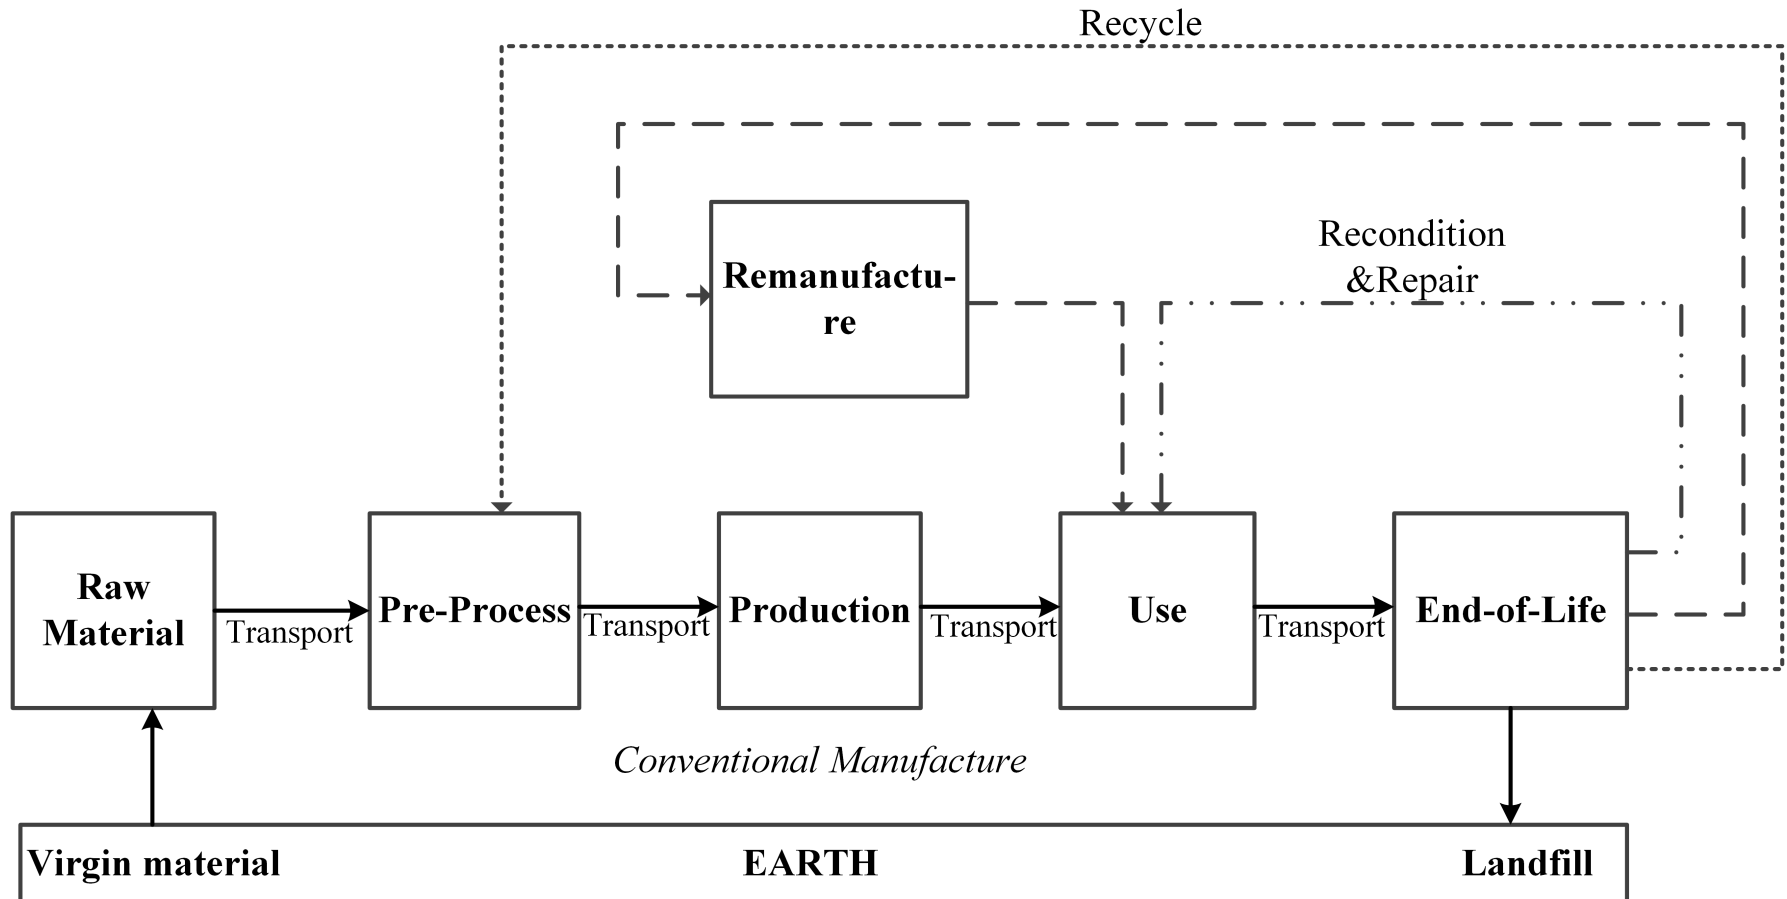 Recycle
Remanufactu-
re
Recondition
&Repair
Raw
Material
Transport
Pre-Process
Transport
Production
Transport
Use
Transport
End-of-Life
Conventional Manufacture
Virgin material
EARTH
Landfill